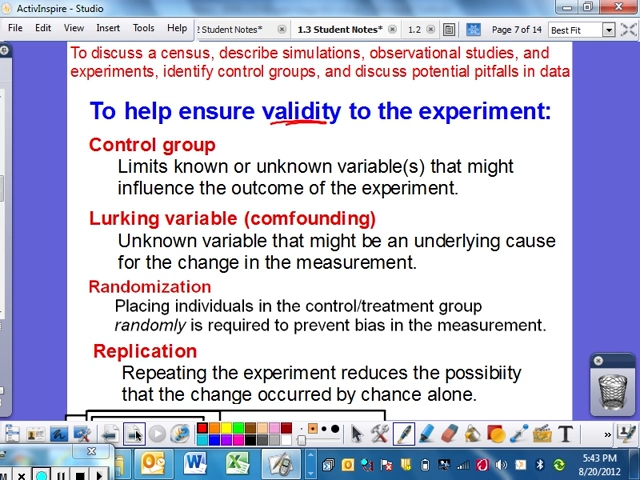 ActivInspire - Studio
File Edit View Insert Tools Help
2 Student Notes* 1.3 Student Notes* 1.2 Page 7 of 14 Best Fit
To discuss a census, describe simulations, observational studies, and
experiments, identify control groups, and discuss potential pitfalls in data
To help ensure validity to the experiment:
Control group
Limits known or unknown variable(s) that might
influence the outcome of the experiment.
Lurking variable (comfounding)
Unknown variable that might be an underlying cause
for the change in the measurement.
Randomization
Placing individuals in the control/treatment group
randomly is required to prevent bias in the measurement.
Replication
Repeating the experiment reduces the possibiity
that the change occurred by chance alone.
5:43 PM
8/20/2012